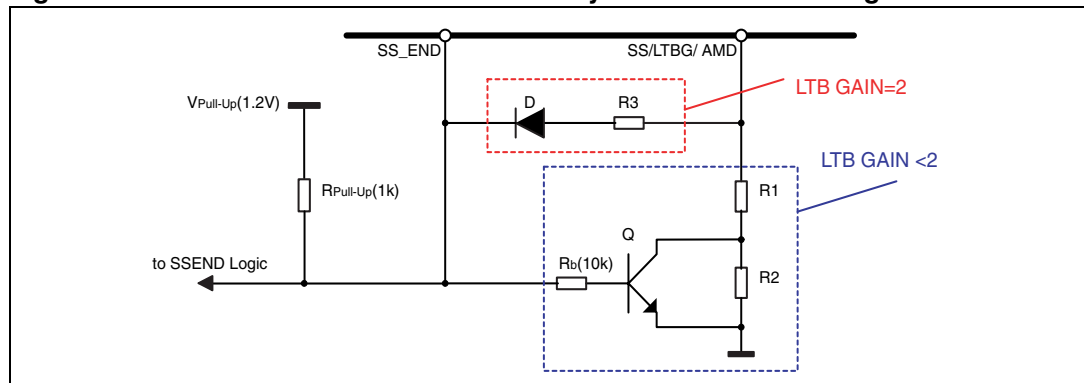 SS_END
SS/LTBG/ AMD
LTB GAIN=2
D
R3
VPull-Up(1.2V)
LTB GAIN <2
RPull-Up(1k)
R1
Q
to SSEND Logic
Rb(10k)
R2